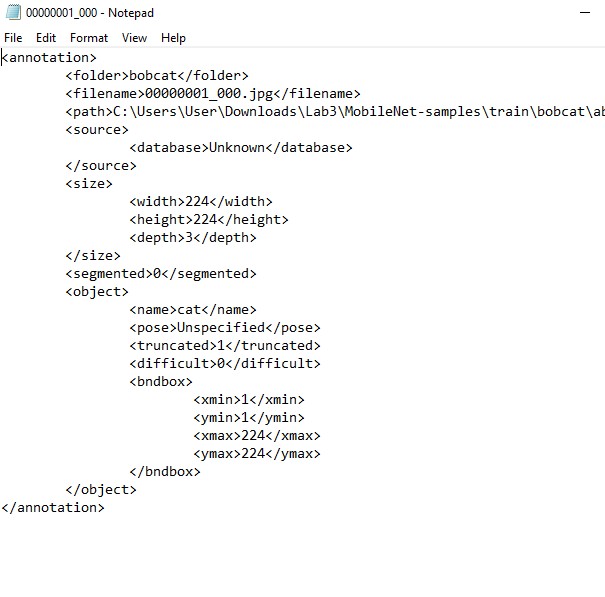 00000001_000 - Notepad
File Edit Format View Help
<annotation>
<folder>bobcat</folder>
<filename>00000001_000.jpg</filename>
<path>C:\Users\User\Downloads\Lab3\MobileNet-samples\train\bobcat\ab
<source>
<database>Unknown</database>
</source>
<size>
<width>224</width>
<height>224</height>
<depth>3</depth>
</size>
<segmented>0</segmented>
<object>
<name>cat</name>
<pose>Unspecified</pose>
<truncated>1</truncated>
<difficult>0</difficult>
<bndbox>
<xmin>1</xmin>
<ymin>1</ymin>
<xmax>224</xmax>
<ymax>224</ymax>
</bndbox>
</object>
</annotation>